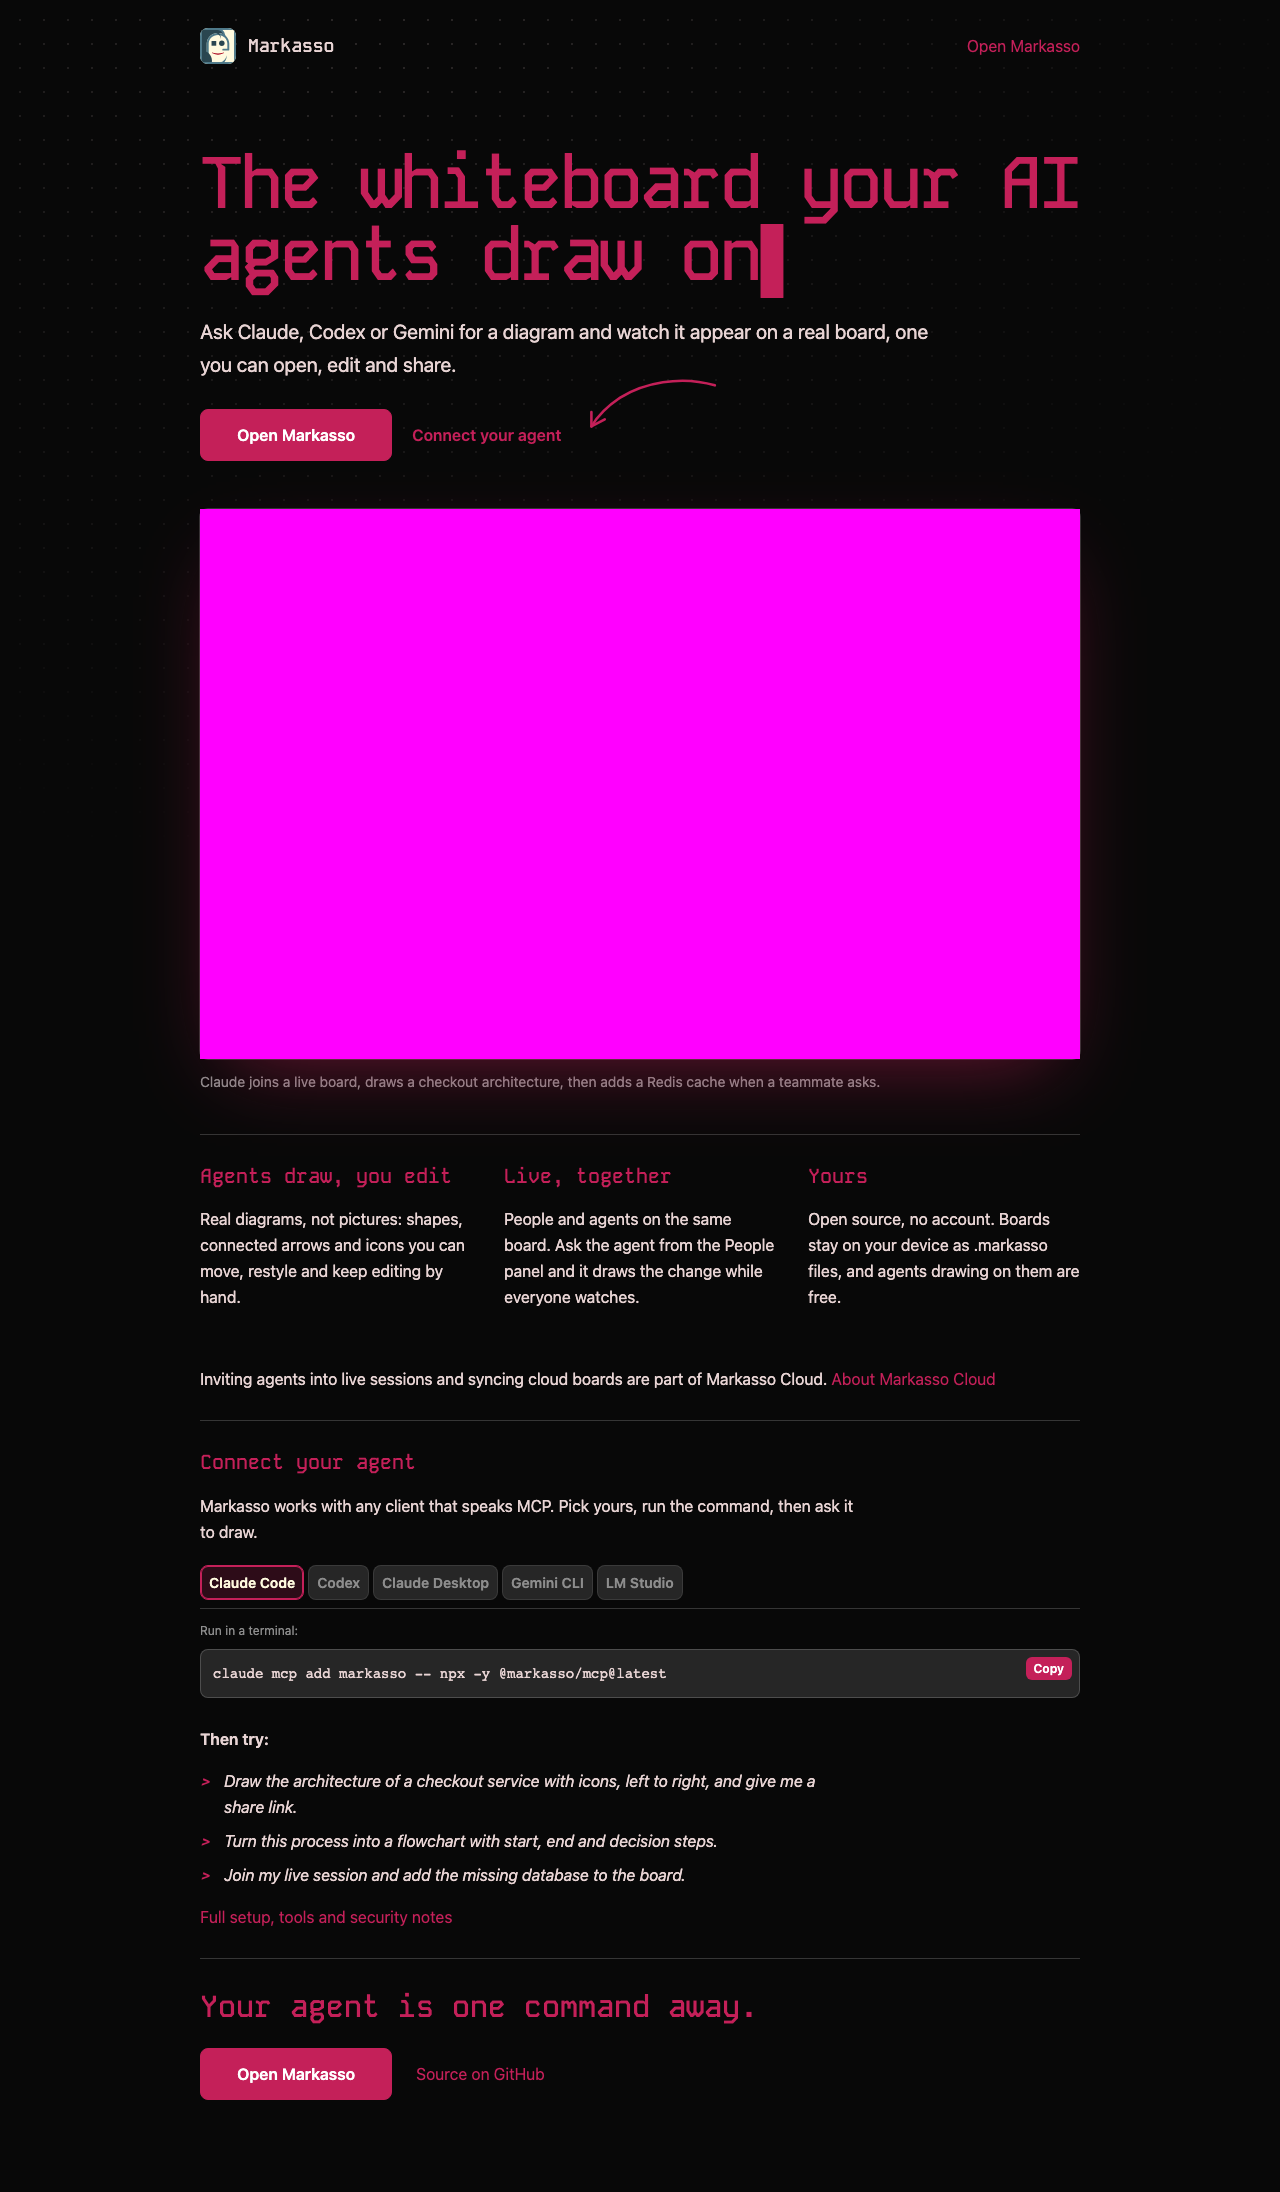 Markasso
Open Markasso
The whiteboard your AI
agents draw on
Ask Claude, Codex or Gemini for a diagram and watch it appear on a real board, one
you can open, edit and share.
Open Markasso
Connect your agent
Claude joins a live board, draws a checkout architecture, then adds a Redis cache when a teammate asks.
Agents draw, you edit
Real diagrams, not pictures: shapes,
connected arrows and icons you can
move, restyle and keep editing by
hand.
Live, together
People and agents on the same
board. Ask the agent from the People
panel and it draws the change while
everyone watches.
Yours
Open source, no account. Boards
stay on your device as .markasso
files, and agents drawing on them are
free.
Inviting agents into live sessions and syncing cloud boards are part of Markasso Cloud. About Markasso Cloud
Connect your agent
Markasso works with any client that speaks MCP. Pick yours, run the command, then ask it
to draw.
Claude Code
Codex
Claude Desktop
Gemini CLI
LM Studio
Run in a terminal:
claude mcp add markasso -- npx -y @markasso/mcp@latest
Copy
Then try:
> Draw the architecture of a checkout service with icons, left to right, and give me a
share link.
> Turn this process into a flowchart with start, end and decision steps.
> Join my live session and add the missing database to the board.
Full setup, tools and security notes
Your agent is one command away.
Open Markasso
Source on GitHub